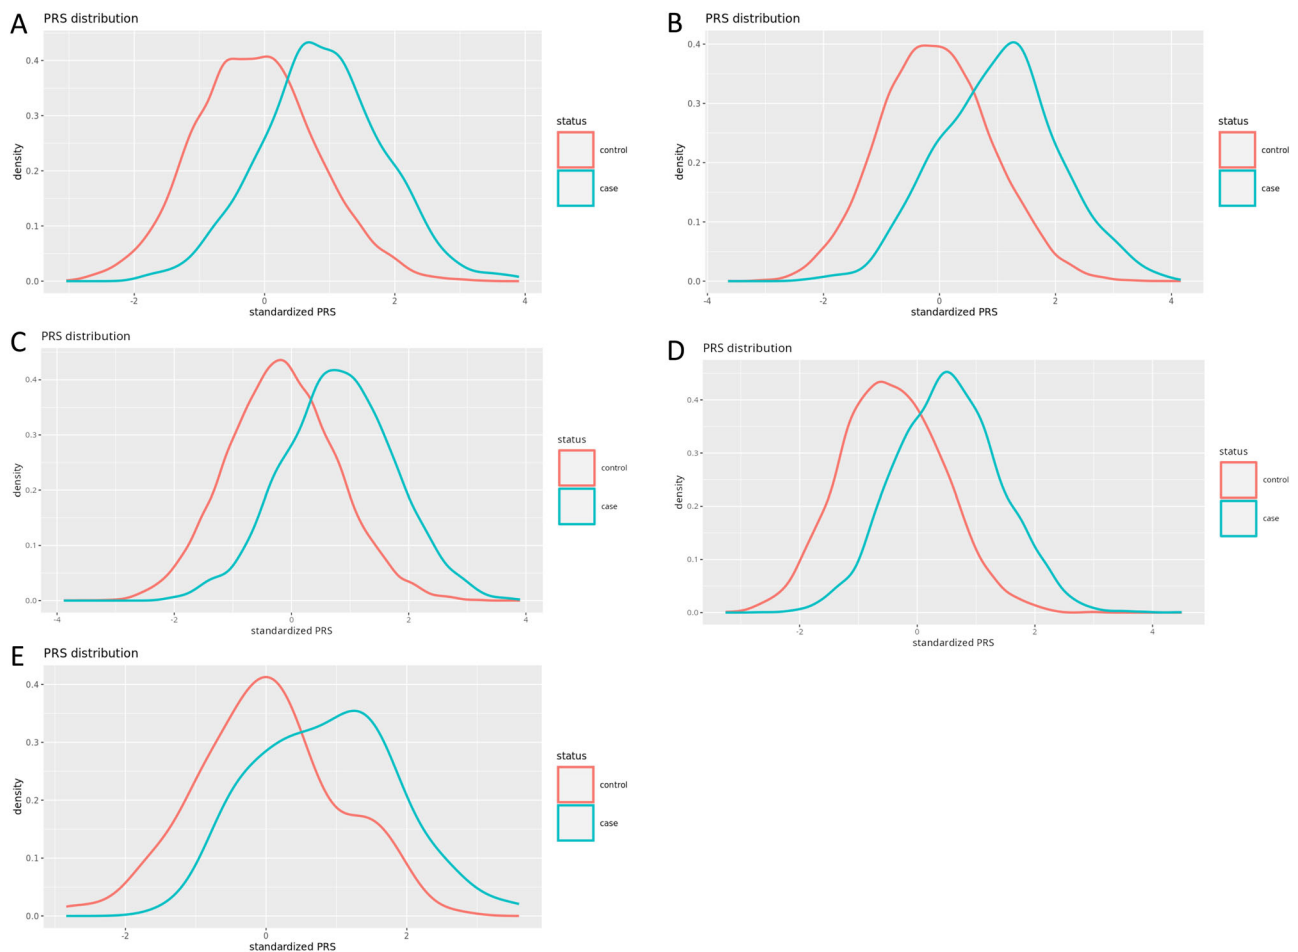 A
PRS distribution
density
0.4
0.3
0.2
0.1
0.0
-2
0
2
4
standardized PRS
status
control
case
B
PRS distribution
density
0.4
0.3
0.2
0.1
0.0
-4
-2
0
2
4
standardized PRS
status
control
case
C
PRS distribution
density
0.4
0.3
0.2
0.1
0.0
-4
-2
0
2
4
standardized PRS
status
control
case
D
PRS distribution
density
0.4
0.3
0.2
0.1
0.0
-2
0
2
4
standardized PRS
status
control
case
E
PRS distribution
density
0.4
0.3
0.2
0.1
0.0
-2
0
2
standardized PRS
status
control
case